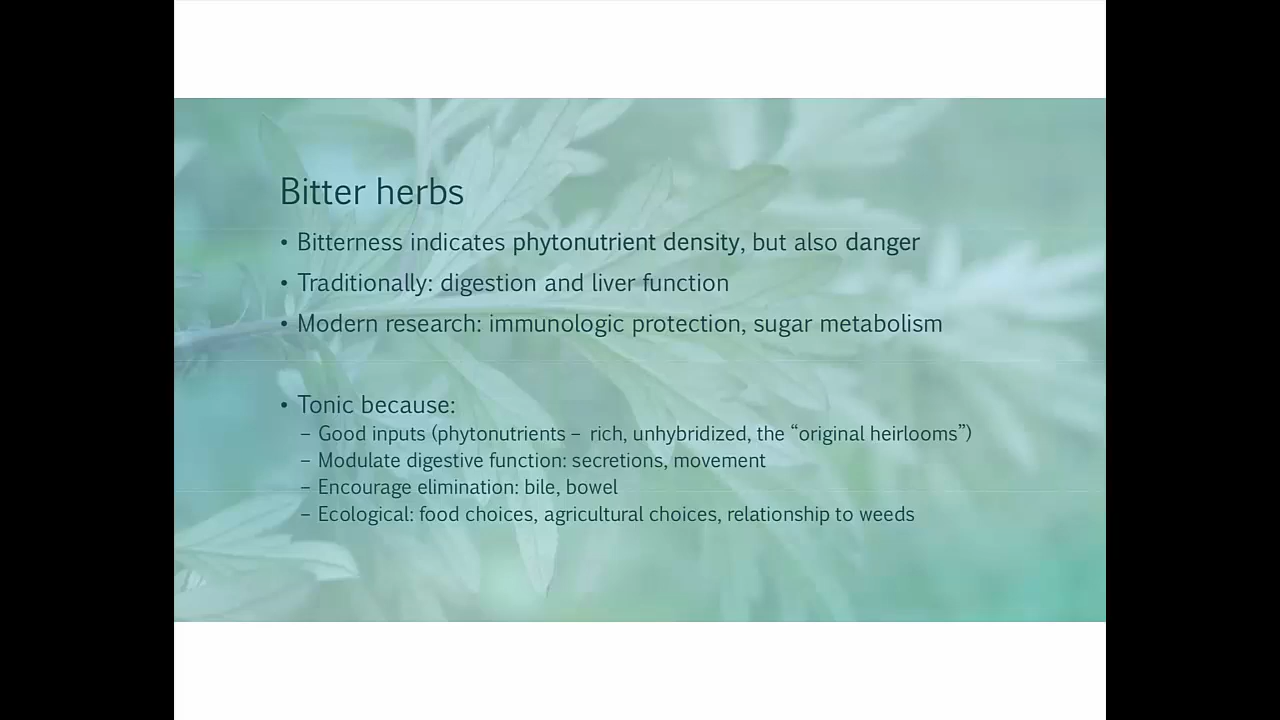 Bitter herbs
• Bitterness indicates phytonutrient density, but also danger
• Traditionally: digestion and liver function
• Modern research: immunologic protection, sugar metabolism
• Tonic because:
– Good inputs (phytonutrients – rich, unhybridized, the “original heirlooms”)
– Modulate digestive function: secretions, movement
– Encourage elimination: bile, bowel
– Ecological: food choices, agricultural choices, relationship to weeds